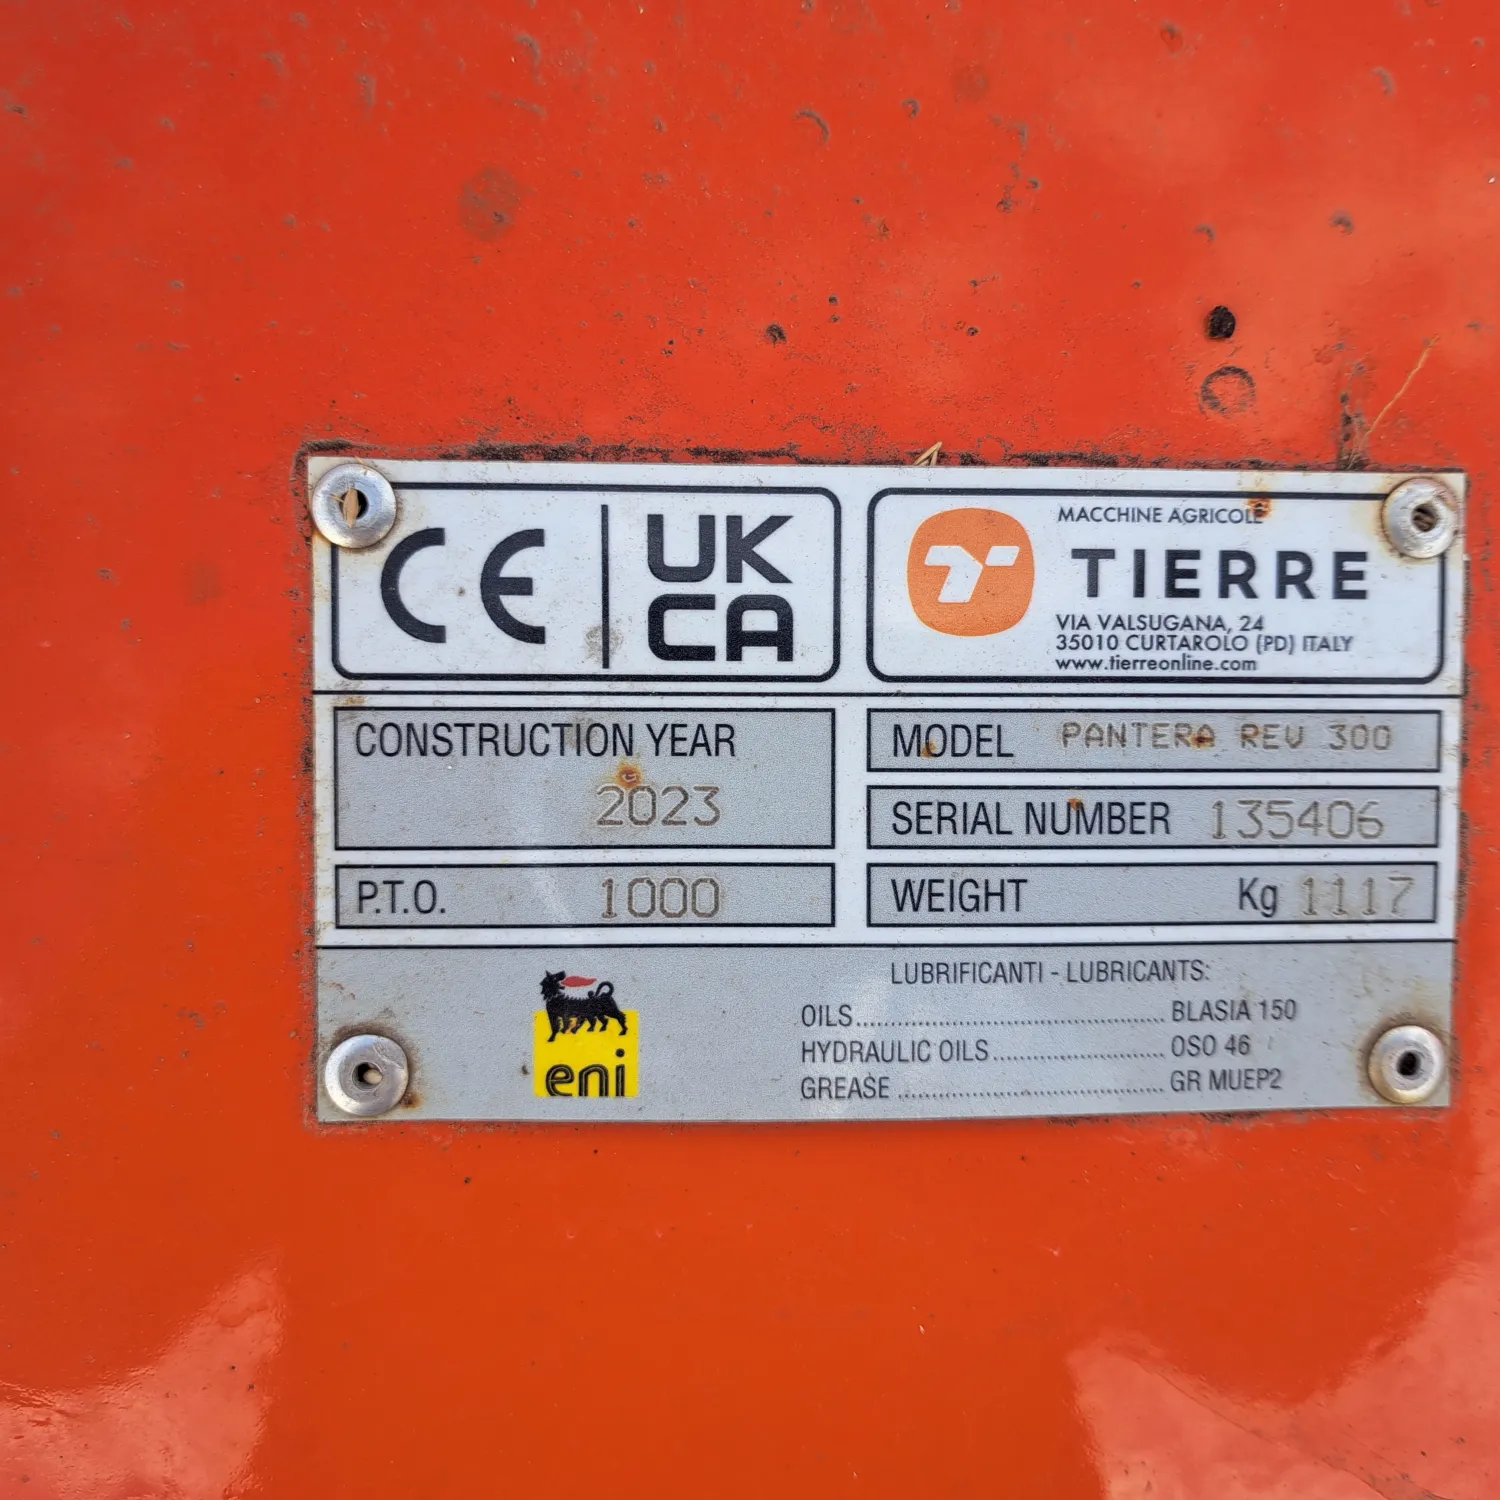 CE
UK
CA
MACCHINE AGRICOLE
TIERRE
VIA VALSUGANA, 24
35010 CURTAROLO (PD) ITALY
www.tierreonline.com
CONSTRUCTION YEAR
2023
P.T.O. 1000
MODEL PANTERA REV 300
SERIAL NUMBER 135406
WEIGHT Kg 1117
eni
LUBRIFICANTI - LUBRICANTS:
OILS.......................................... BLASIA 150
HYDRAULIC OILS........................ OSO 46
GREASE ..................................... GR MUEP2